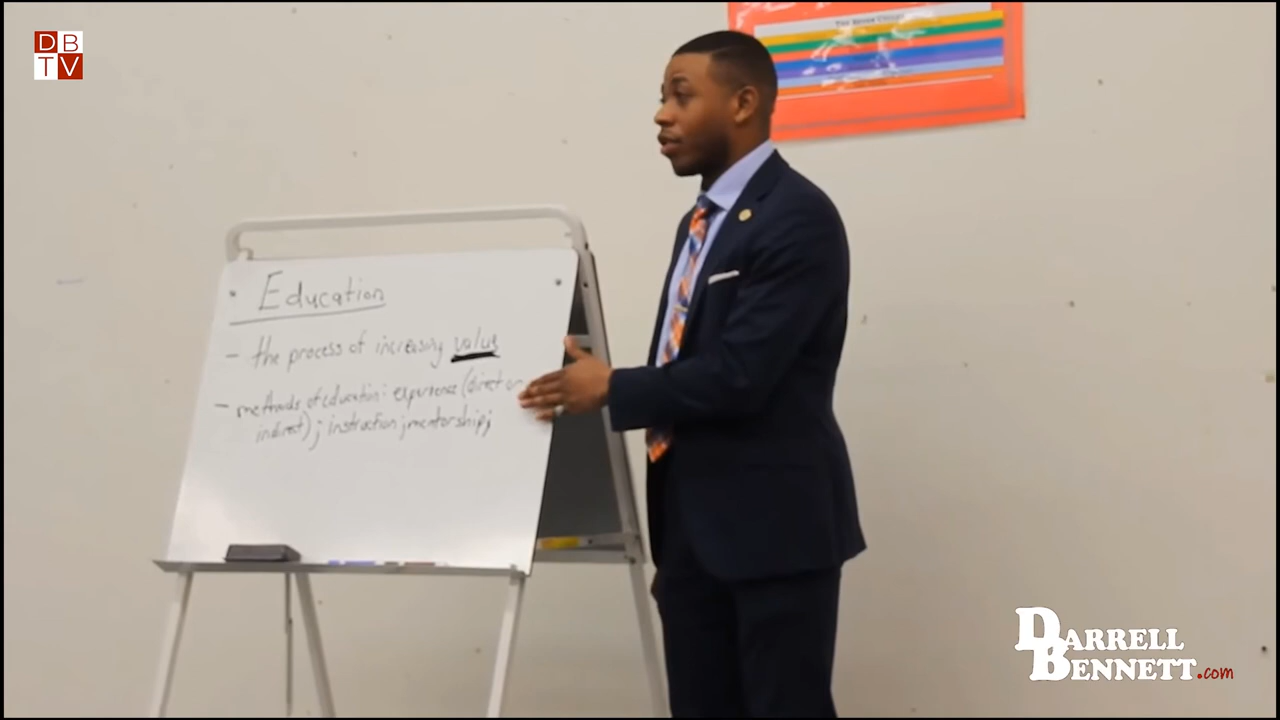 DB
TV
Education
- the process of increasing value
- methods of education: experience (direct or
indirect); instruction; mentorship;
DARRELL
BENNETT.com